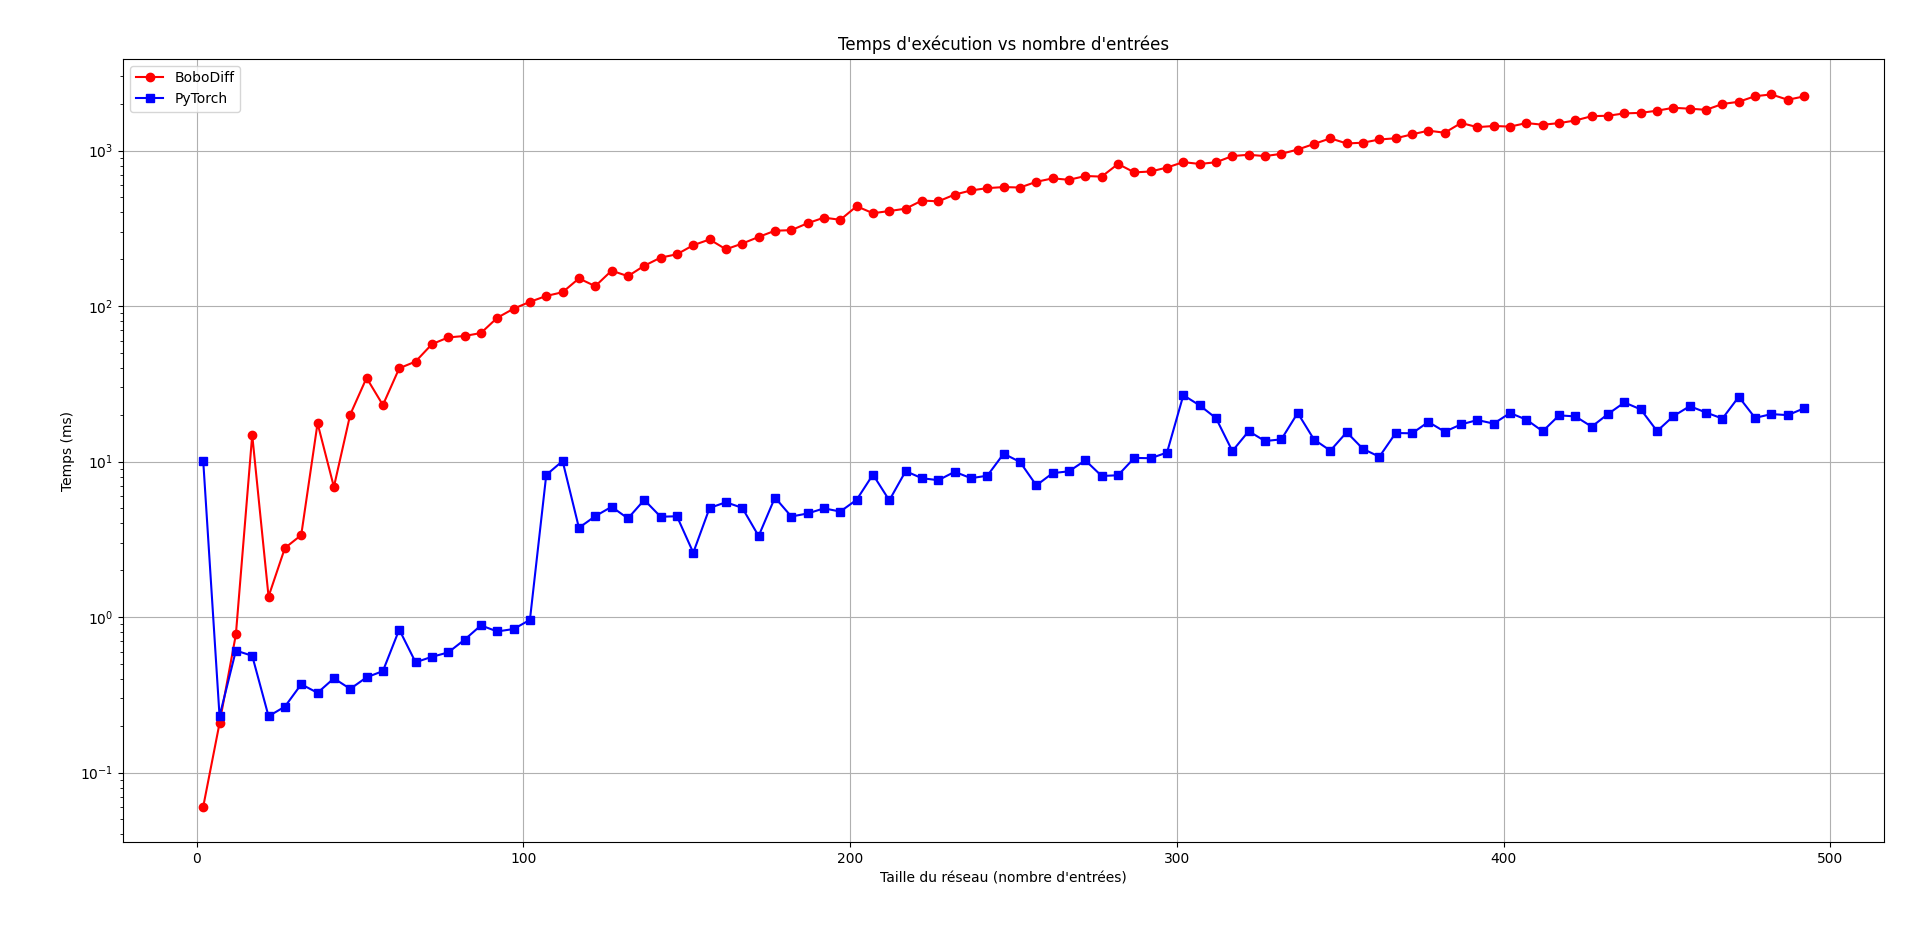 Temps d'exécution vs nombre d'entrées
BoboDiff
PyTorch
10³
10²
10¹
10⁰
10⁻¹
Temps (ms)
0 100 200 300 400 500
Taille du réseau (nombre d'entrées)